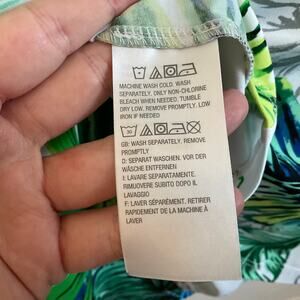 MACHINE WASH COLD. WASH
SEPARATELY. ONLY NON-CHLORINE
BLEACH WHEN NEEDED. TUMBLE
DRY LOW. REMOVE PROMPTLY. LOW
IRON IF NEEDED
30
GB: WASH SEPARATELY. REMOVE
PROMPTLY
D: SEPARAT WASCHEN. VOR DER
WÄSCHE ENTFERNEN
I: LAVARE SEPARATAMENTE.
RIMUOVERE SUBITO DOPO IL
LAVAGGIO
F: LAVER SÉPARÉMENT. RETIRER
RAPIDEMENT DE LA MACHINE À
LAVER